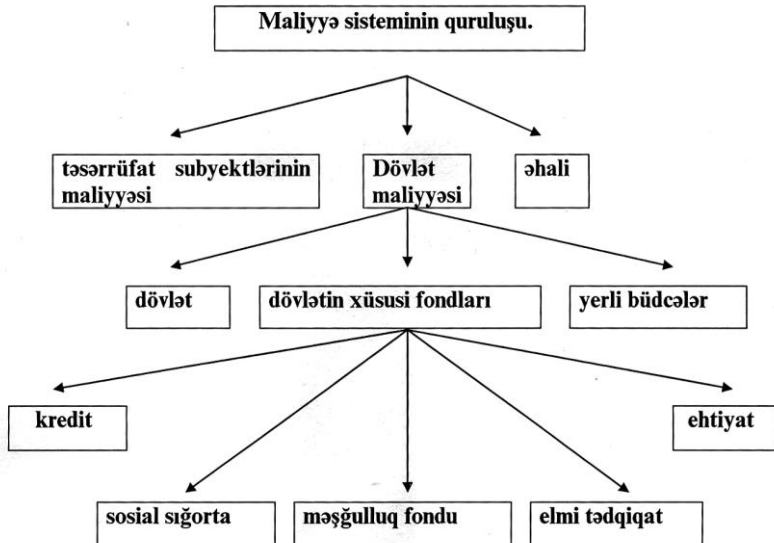 Maliyyə sisteminin quruluşu.
təsərrüfat subyektlərinin
maliyyəsi
Dövlət
maliyyəsi
əhali
dövlət
dövlətin xüsusi fondları
yerli büdcələr
kredit
ehtiyat
sosial sığorta
məşğulluq fondu
elmi tədqiqat